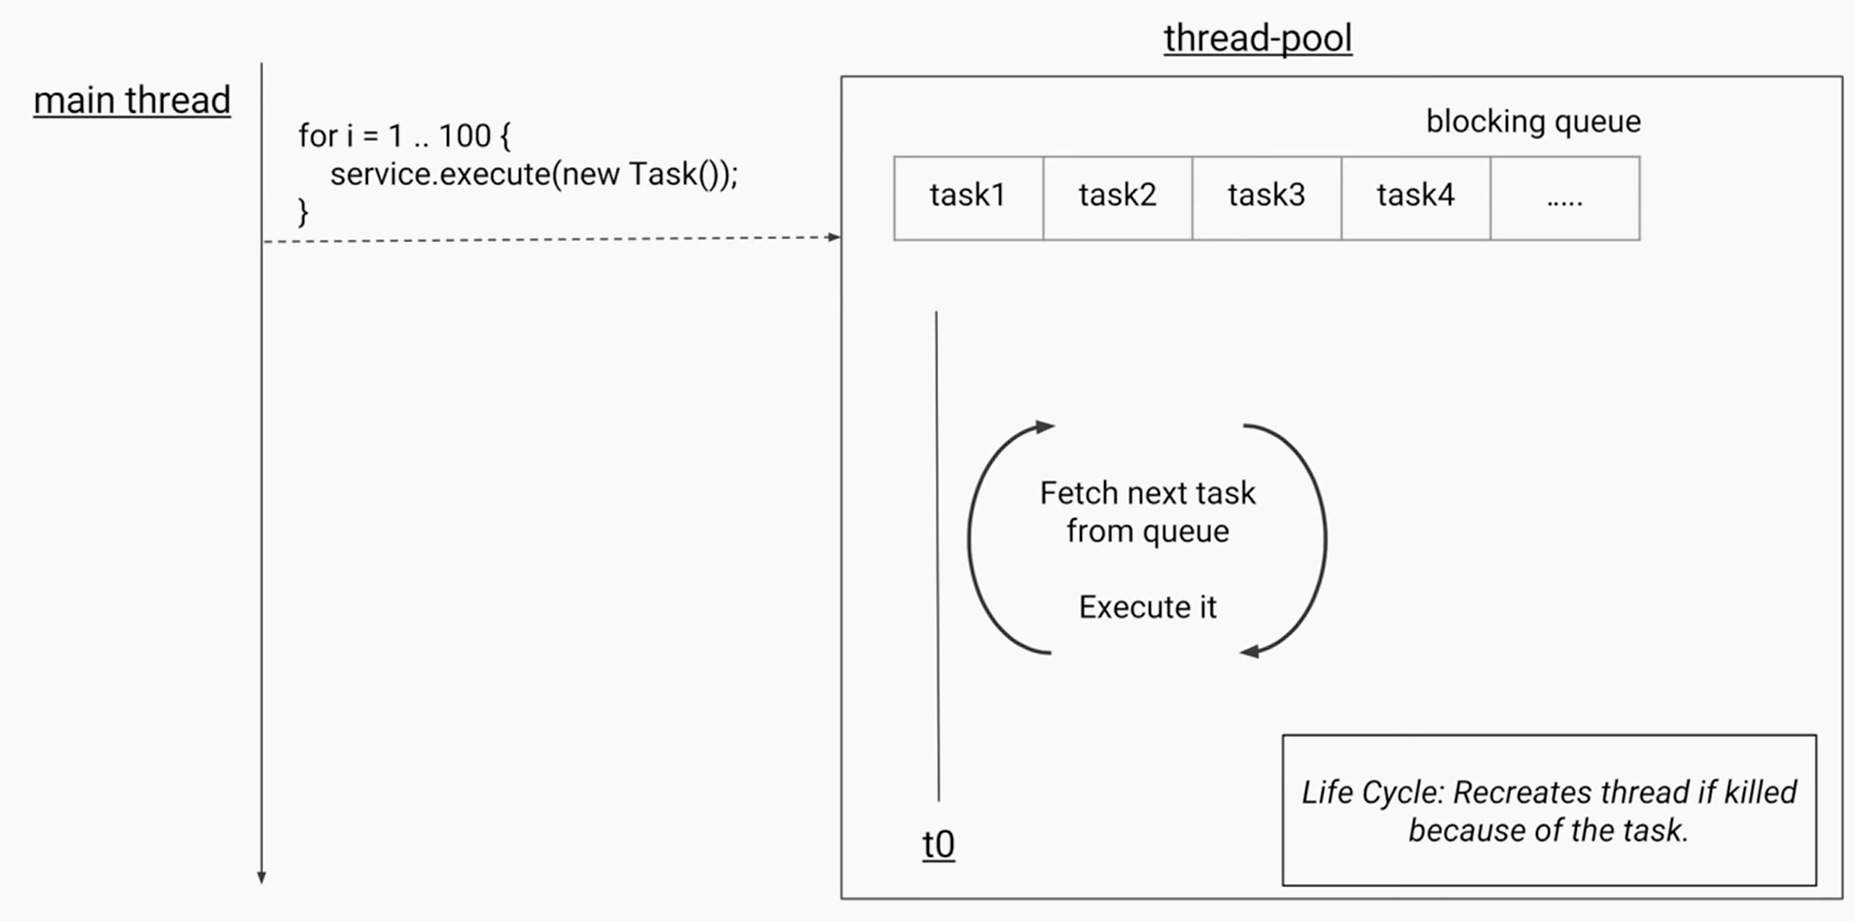 thread-pool
main thread
for i = 1 .. 100 {
service.execute(new Task());
}
blocking queue
task1 task2 task3 task4 .....
Fetch next task
from queue
Execute it
Life Cycle: Recreates thread if killed
because of the task.
t0